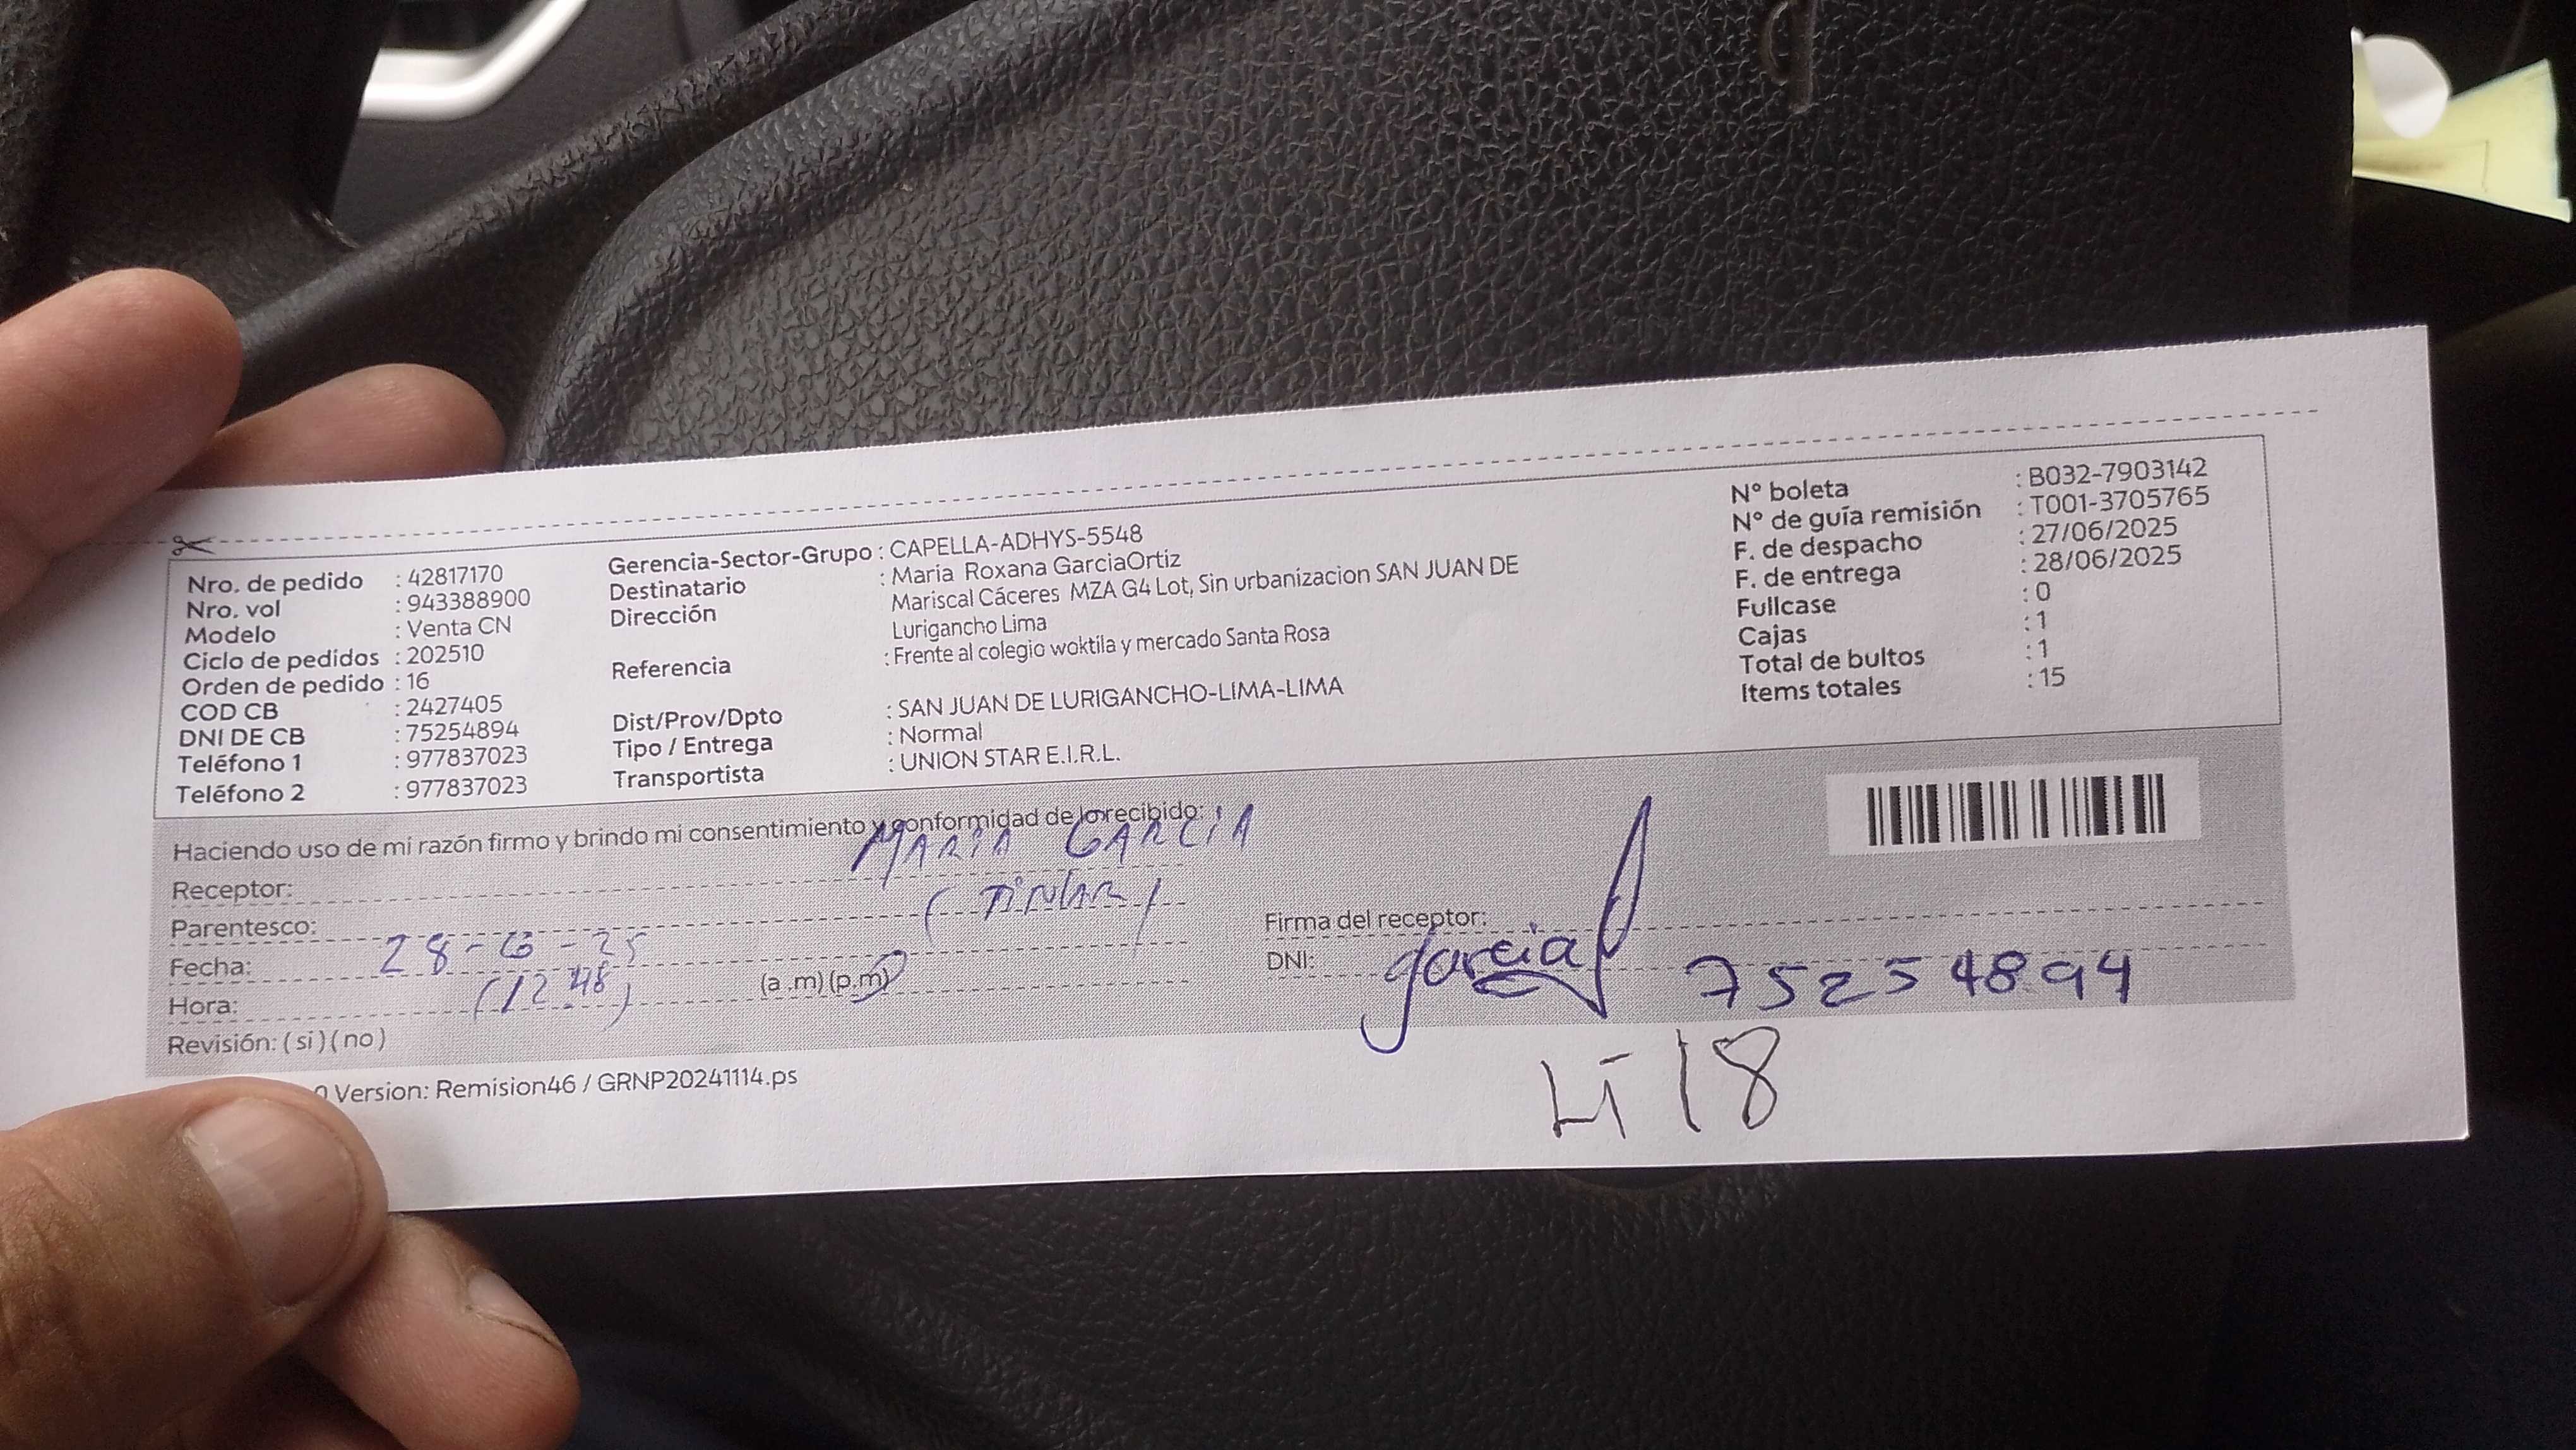 Nro. de pedido : 42817170
Nro. vol : 943388900
Modelo : Venta CN
Ciclo de pedidos : 202510
Orden de pedido : 16
COD CB : 2427405
DNI DE CB : 75254894
Teléfono 1 : 977837023
Teléfono 2 : 977837023
Gerencia-Sector-Grupo : CAPELLA-ADHYS-5548
Destinatario : Maria Roxana GarciaOrtiz
Dirección Mariscal Cáceres MZA G4 Lot, Sin urbanizacion SAN JUAN DE
Lurigancho Lima
Referencia : Frente al colegio woktila y mercado Santa Rosa
Dist/Prov/Dpto : SAN JUAN DE LURIGANCHO-LIMA-LIMA
Tipo / Entrega : Normal
Transportista : UNION STAR E.I.R.L.
N° boleta : B032-7903142
N° de guía remisión : T001-3705765
F. de despacho : 27/06/2025
F. de entrega : 28/06/2025
Fullcase : 0
Cajas : 1
Total de bultos : 1
Items totales : 15
Haciendo uso de mi razón firmo y brindo mi consentimiento y conformidad de lo recibido:
Receptor: MARIA GARCIA
Parentesco: (TITULAR)
Fecha: 28-6-25
Hora: (12:48) (a .m) (p.m)
Revisión: ( si ) ( no )
Firma del receptor: garcia
DNI: 75254894
18
Version: Remision46 / GRNP20241114.ps